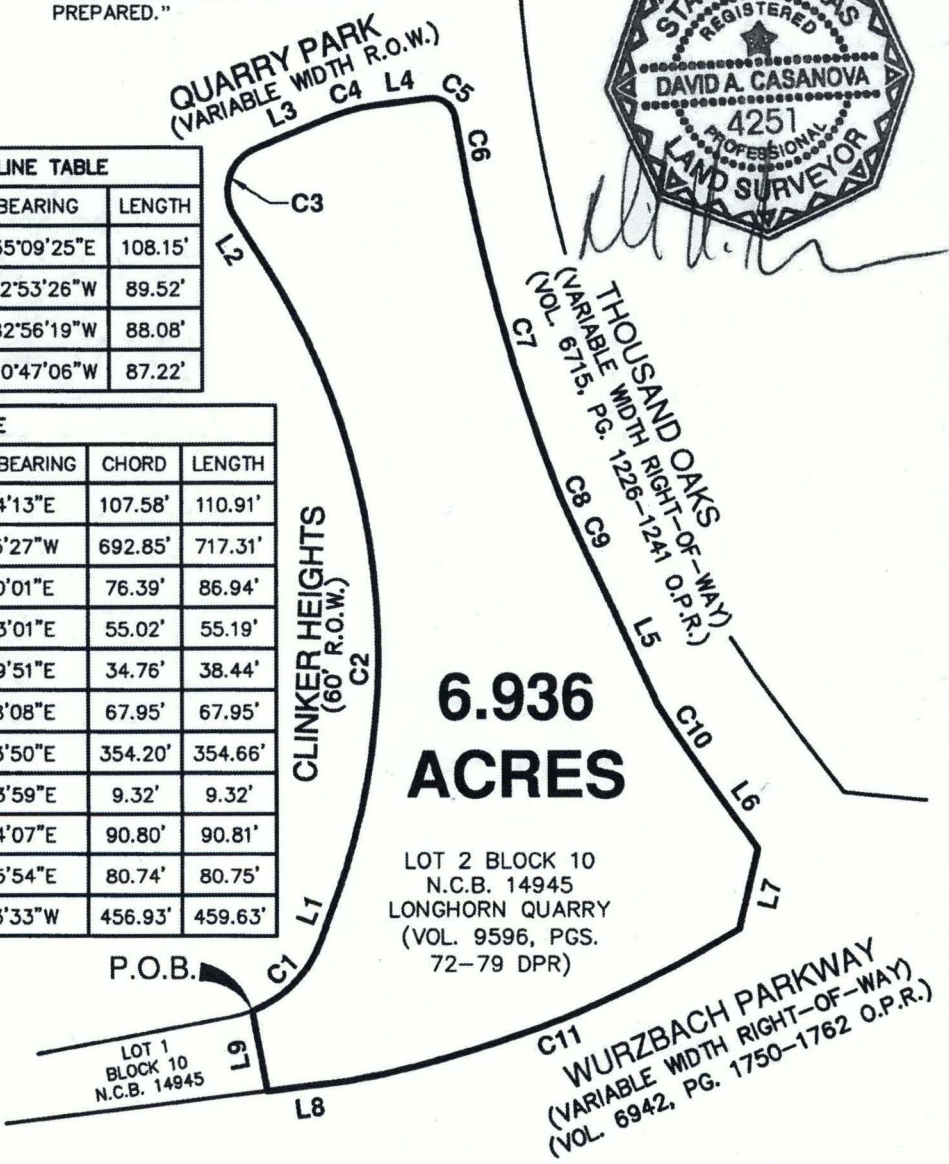 PREPARED."
QUARRY PARK
(VARIABLE WIDTH R.O.W.)
L3
C4
L4
C5
C6
C3
L2
REGISTERED
DAVID A. CASANOVA
4251
PROFESSIONAL
LAND SURVEYOR
LINE TABLE
BEARING LENGTH
55°09'25"E 108.15'
2°53'26"W 89.52'
32°56'19"W 88.08'
0°47'06"W 87.22'
E
BEARING CHORD LENGTH
4'13"E 107.58' 110.91'
'27"W 692.85' 717.31'
0'01"E 76.39' 86.94'
3'01"E 55.02' 55.19'
9'51"E 34.76' 38.44'
'08"E 67.95' 67.95'
'50"E 354.20' 354.66'
3'59"E 9.32' 9.32'
4'07"E 90.80' 90.81'
'54"E 80.74' 80.75'
'33"W 456.93' 459.63'
C7
THOUSAND OAKS
(VARIABLE WIDTH RIGHT-OF-WAY)
(VOL. 6715, PG. 1226-1241 O.P.R.)
C8
C9
L5
C10
L6
L7
CLINKER HEIGHTS
(60' R.O.W.)
C2
6.936
ACRES
LOT 2 BLOCK 10
N.C.B. 14945
LONGHORN QUARRY
(VOL. 9596, PGS.
72-79 DPR)
L1
C1
P.O.B.
LOT 1
BLOCK 10
N.C.B. 14945
L9
L8
C11
WURZBACH PARKWAY
(VARIABLE WIDTH RIGHT-OF-WAY)
(VOL. 6942, PG. 1750-1762 O.P.R.)